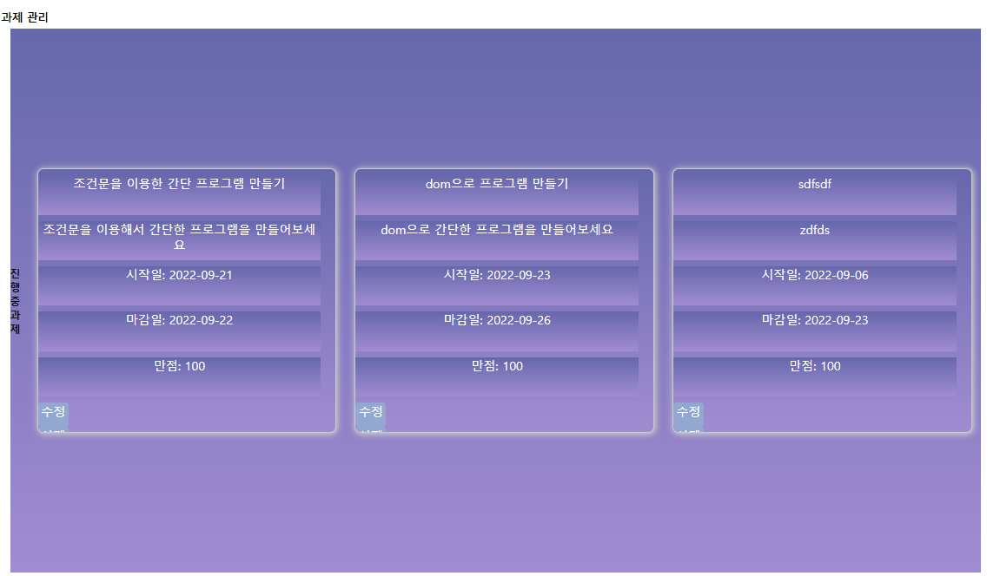 과제 관리
진
행
중
과
제
조건문을 이용한 간단 프로그램 만들기
조건문을 이용해서 간단한 프로그램을 만들어보세
요
시작일: 2022-09-21
마감일: 2022-09-22
만점: 100
수정
dom으로 프로그램 만들기
dom으로 간단한 프로그램을 만들어보세요
시작일: 2022-09-23
마감일: 2022-09-26
만점: 100
수정
sdfsdf
zdfds
시작일: 2022-09-06
마감일: 2022-09-23
만점: 100
수정